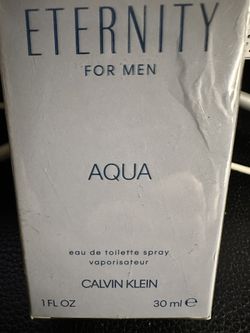 ETERNITY
FOR MEN
AQUA
eau de toilette spray
vaporisateur
CALVIN KLEIN
1 FL OZ 30 ml ℮